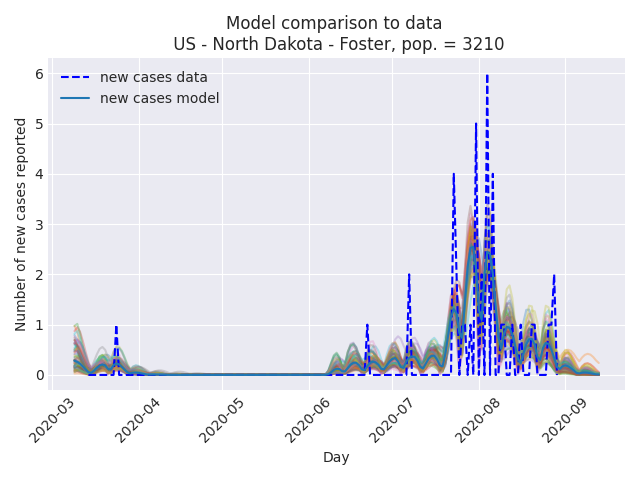 Model comparison to data
US - North Dakota - Foster, pop. = 3210
new cases data
new cases model
Number of new cases reported
6
5
4
3
2
1
0
2020-03
2020-04
2020-05
2020-06
2020-07
2020-08
2020-09
Day